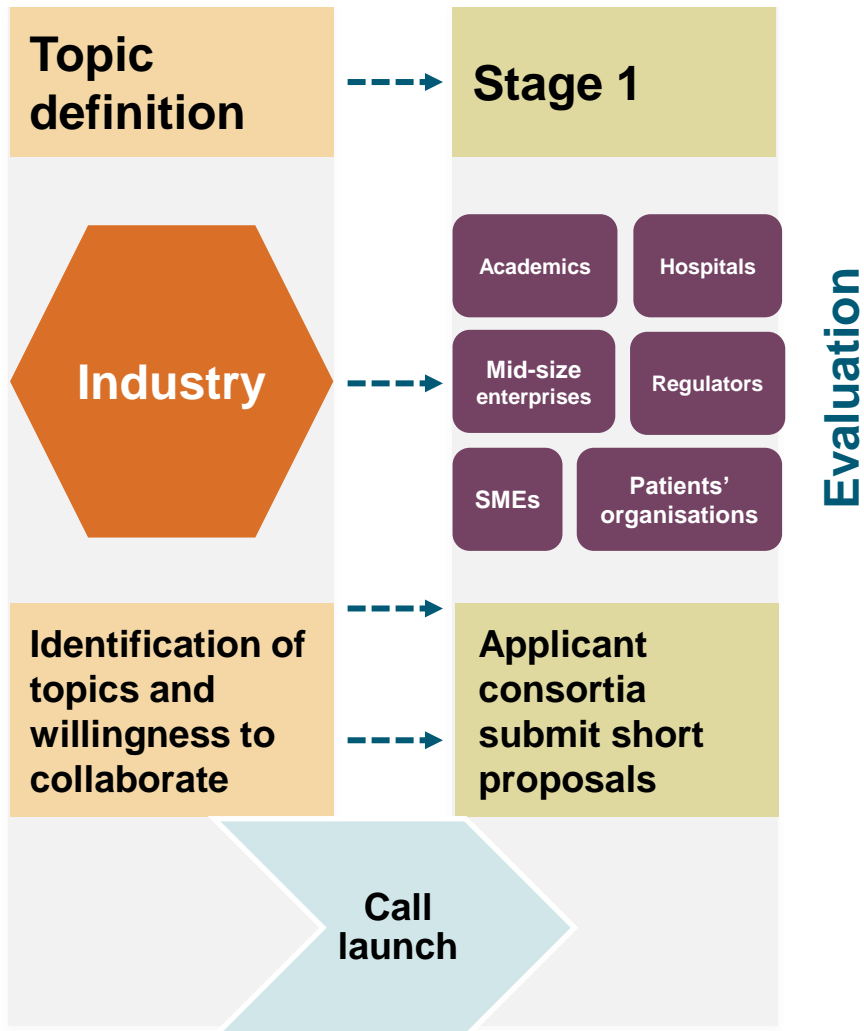 Topic
definition
Stage 1
Industry
Academics
Hospitals
Mid-size
enterprises
Regulators
SMEs
Patients’
organisations
Evaluation
Identification of
topics and
willingness to
collaborate
Applicant
consortia
submit short
proposals
Call
launch